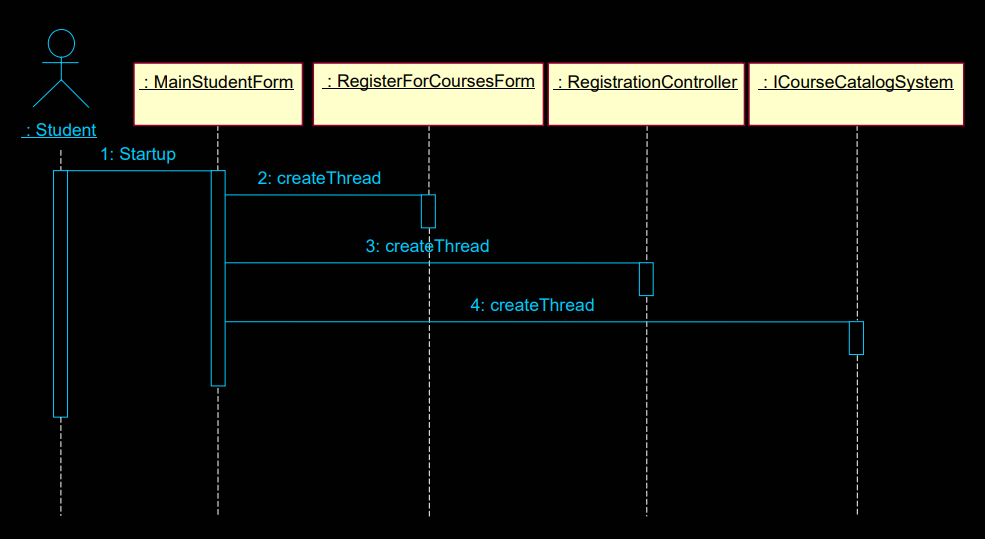 : Student
: MainStudentForm
: RegisterForCoursesForm
: RegistrationController
: ICourseCatalogSystem
1: Startup
2: createThread
3: createThread
4: createThread